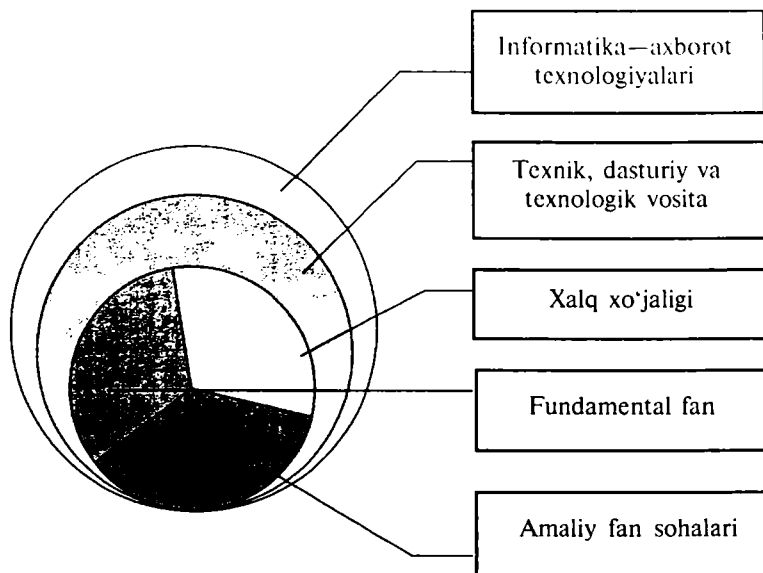 Informatika—axborot
texnologiyalari
Texnik, dasturiy va
texnologik vosita
Xalq xo‘jaligi
Fundamental fan
Amaliy fan sohalari